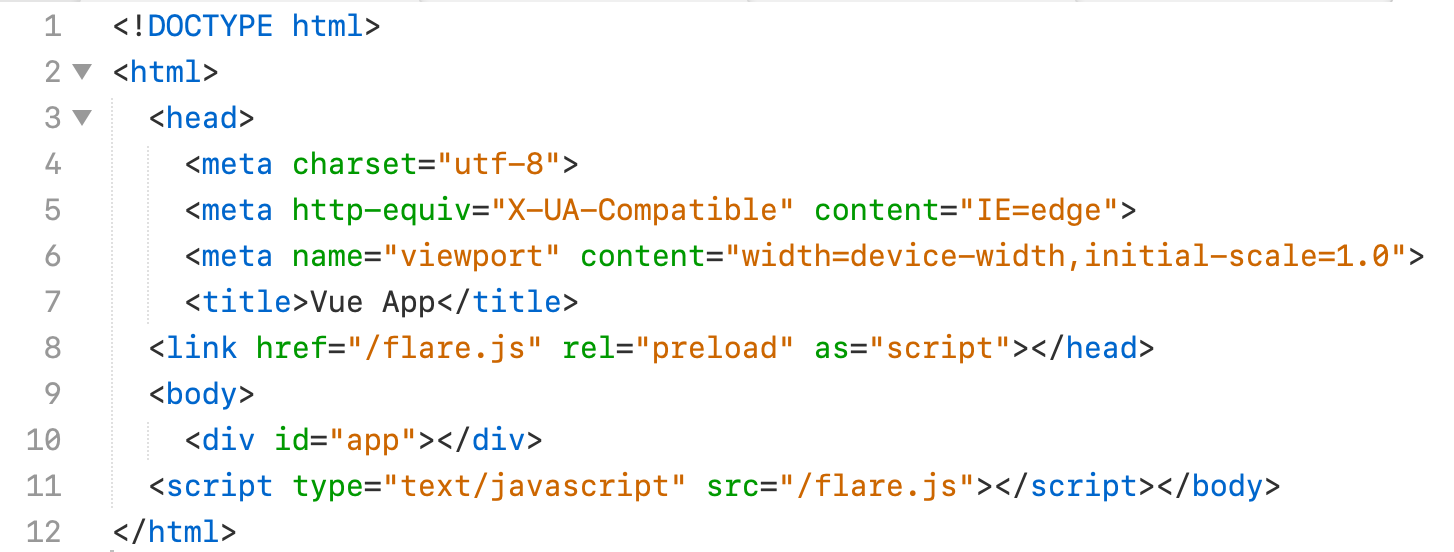 1 <!DOCTYPE html>
2 <html>
3 <head>
4 <meta charset="utf-8">
5 <meta http-equiv="X-UA-Compatible" content="IE=edge">
6 <meta name="viewport" content="width=device-width,initial-scale=1.0">
7 <title>Vue App</title>
8 <link href="/flare.js" rel="preload" as="script"></head>
9 <body>
10 <div id="app"></div>
11 <script type="text/javascript" src="/flare.js"></script></body>
12 </html>